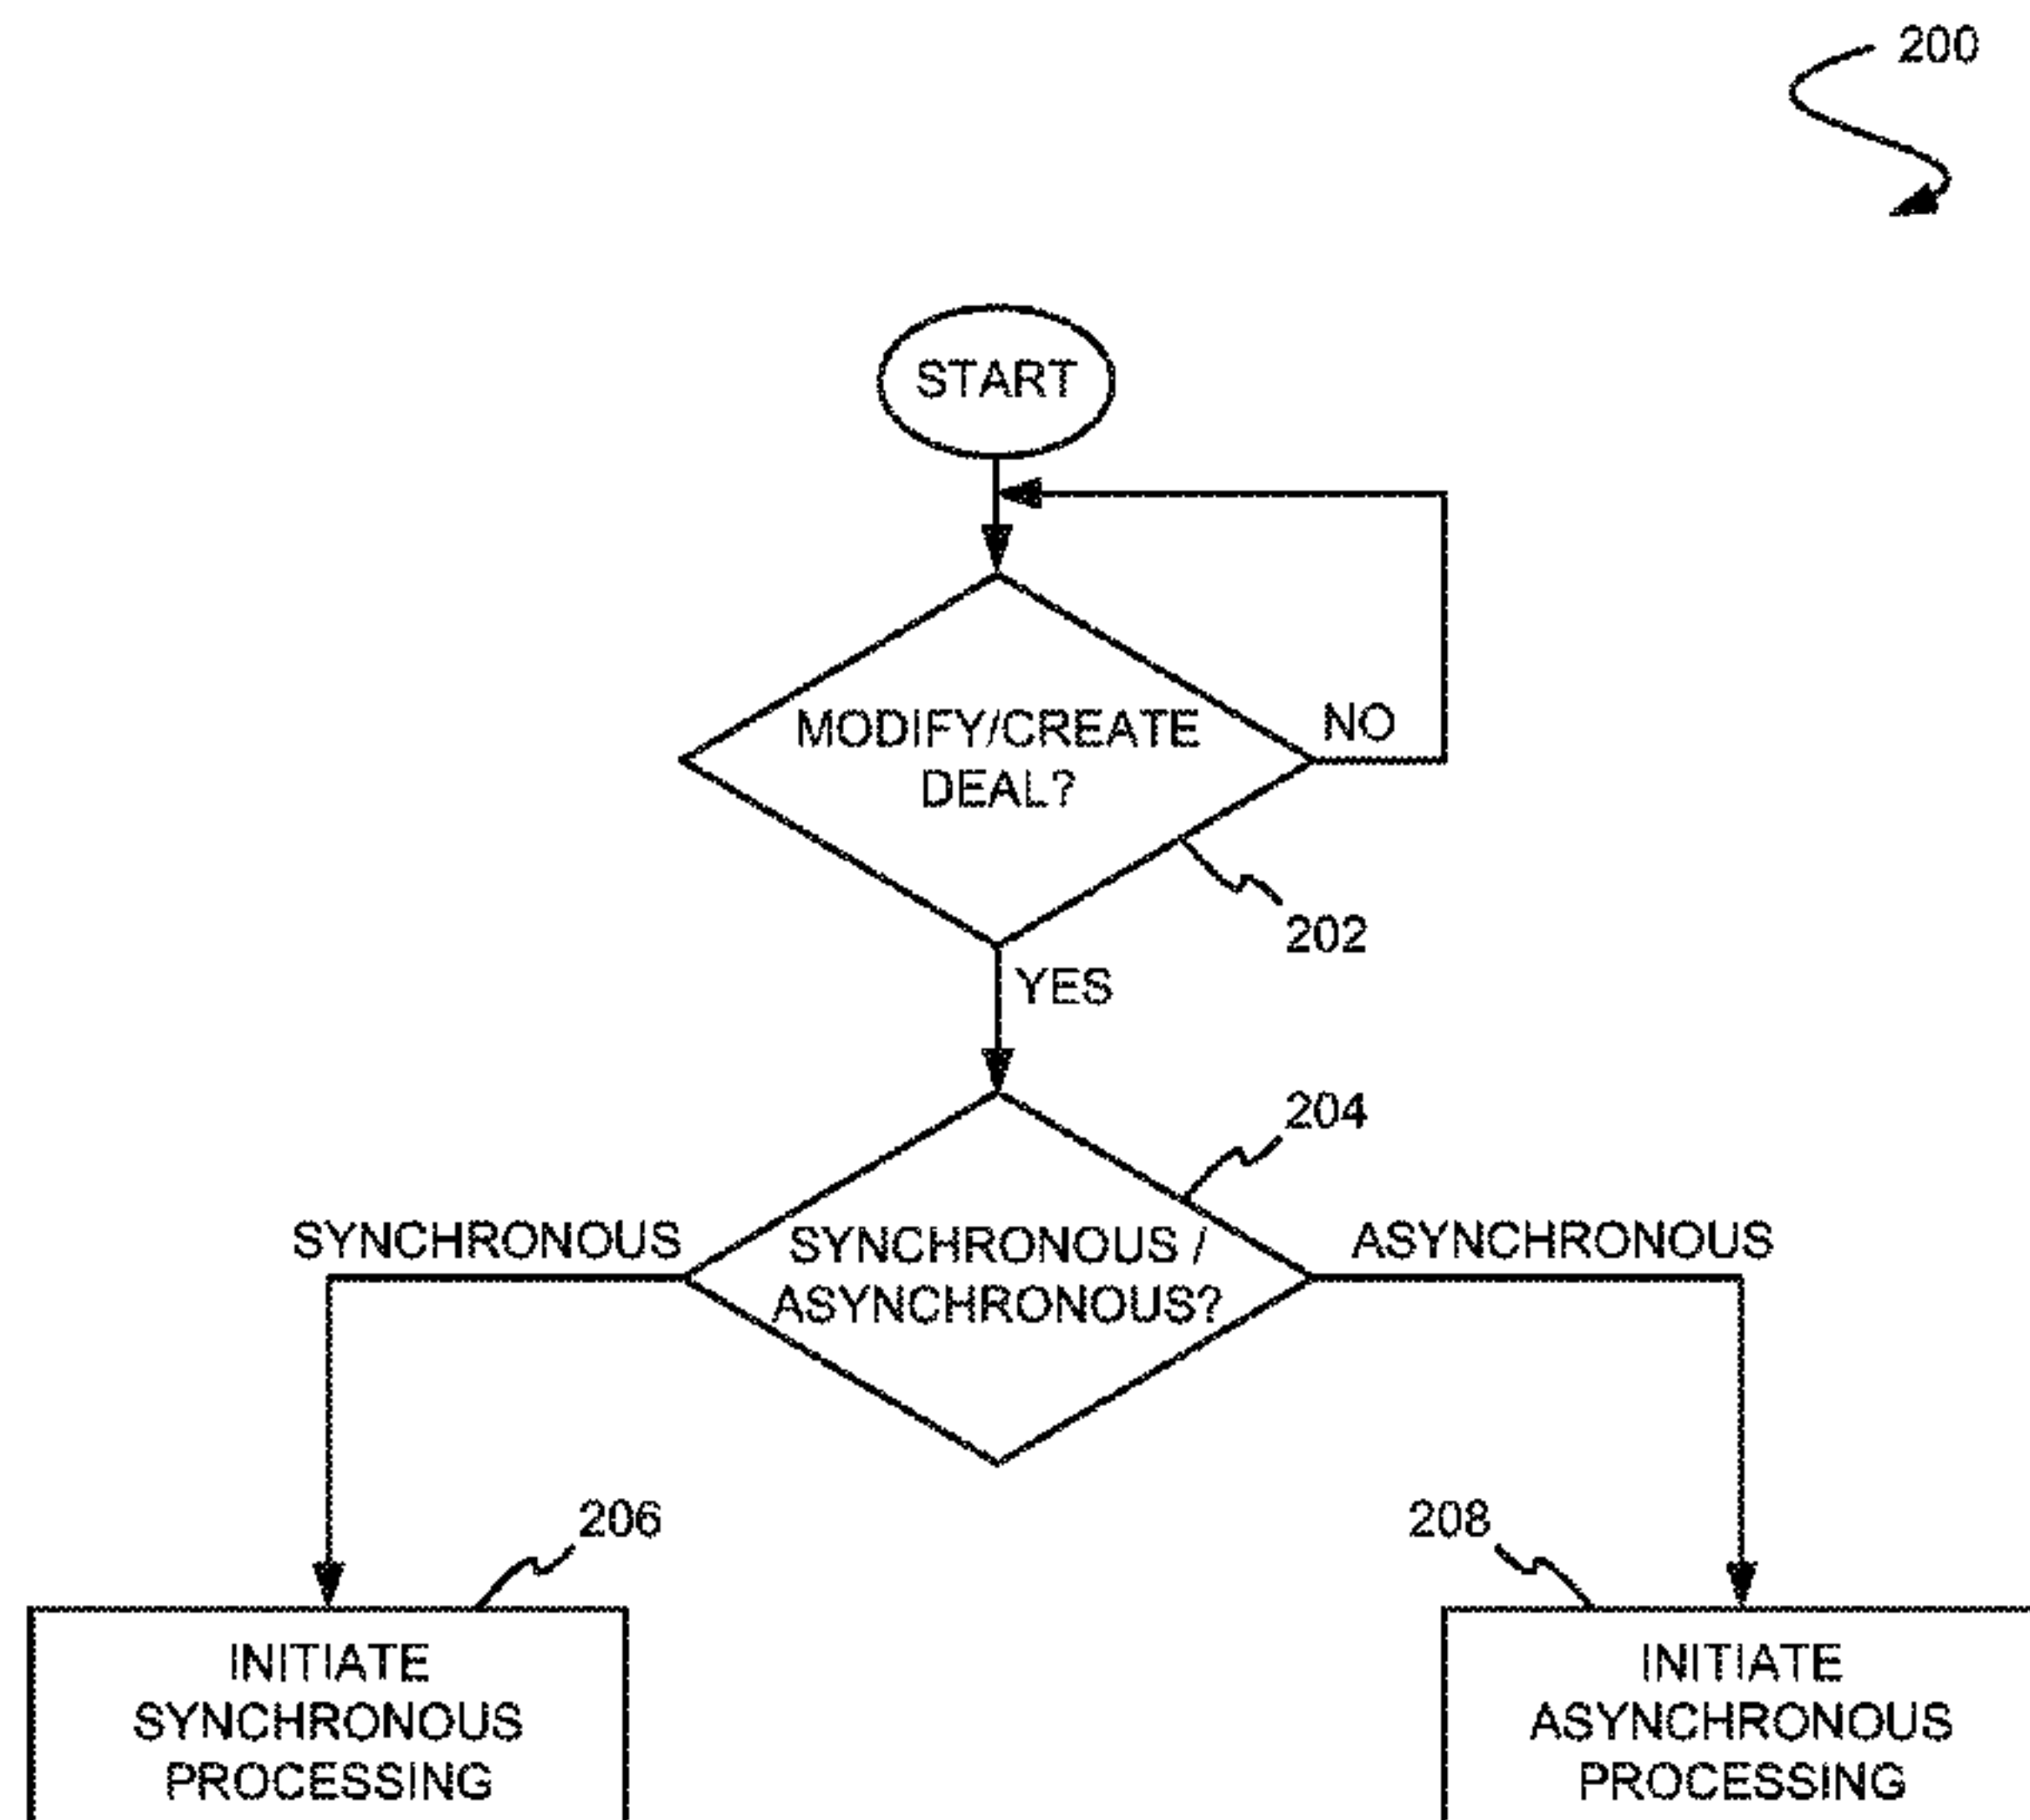 200
START
MODIFY/CREATE
DEAL?
NO
202
YES
204
SYNCHRONOUS
SYNCHRONOUS /
ASYNCHRONOUS?
ASYNCHRONOUS
206
208
INITIATE
SYNCHRONOUS
PROCESSING
INITIATE
ASYNCHRONOUS
PROCESSING